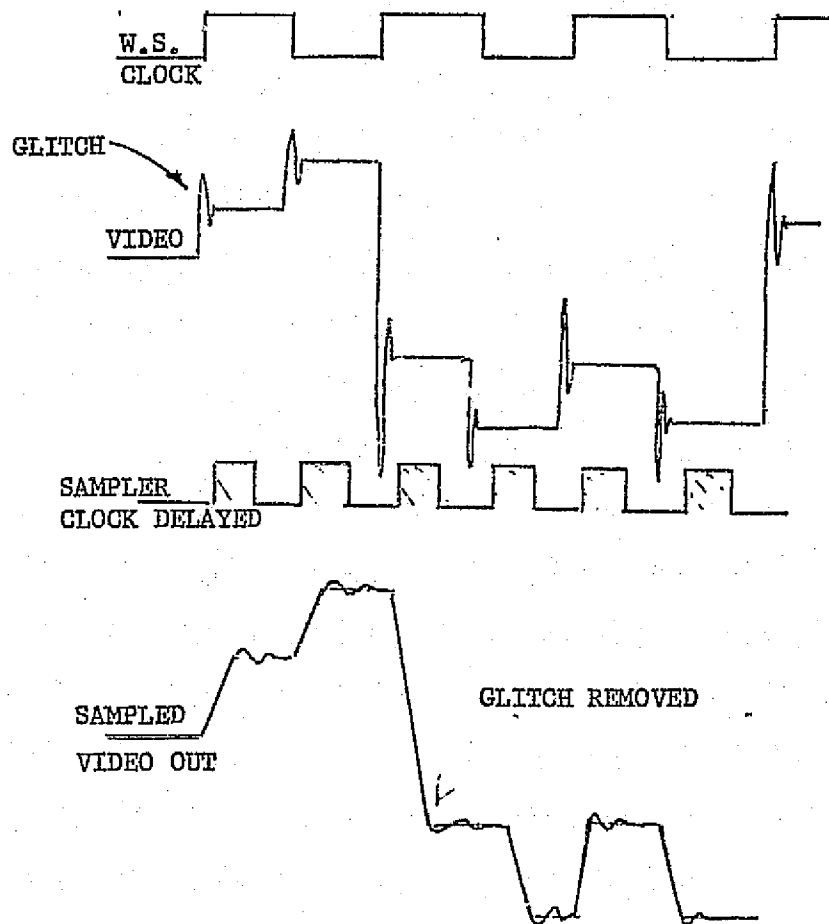 W.S.
CLOCK
GLITCH
VIDEO
SAMPLER
CLOCK DELAYED
GLITCH REMOVED
SAMPLED
VIDEO OUT